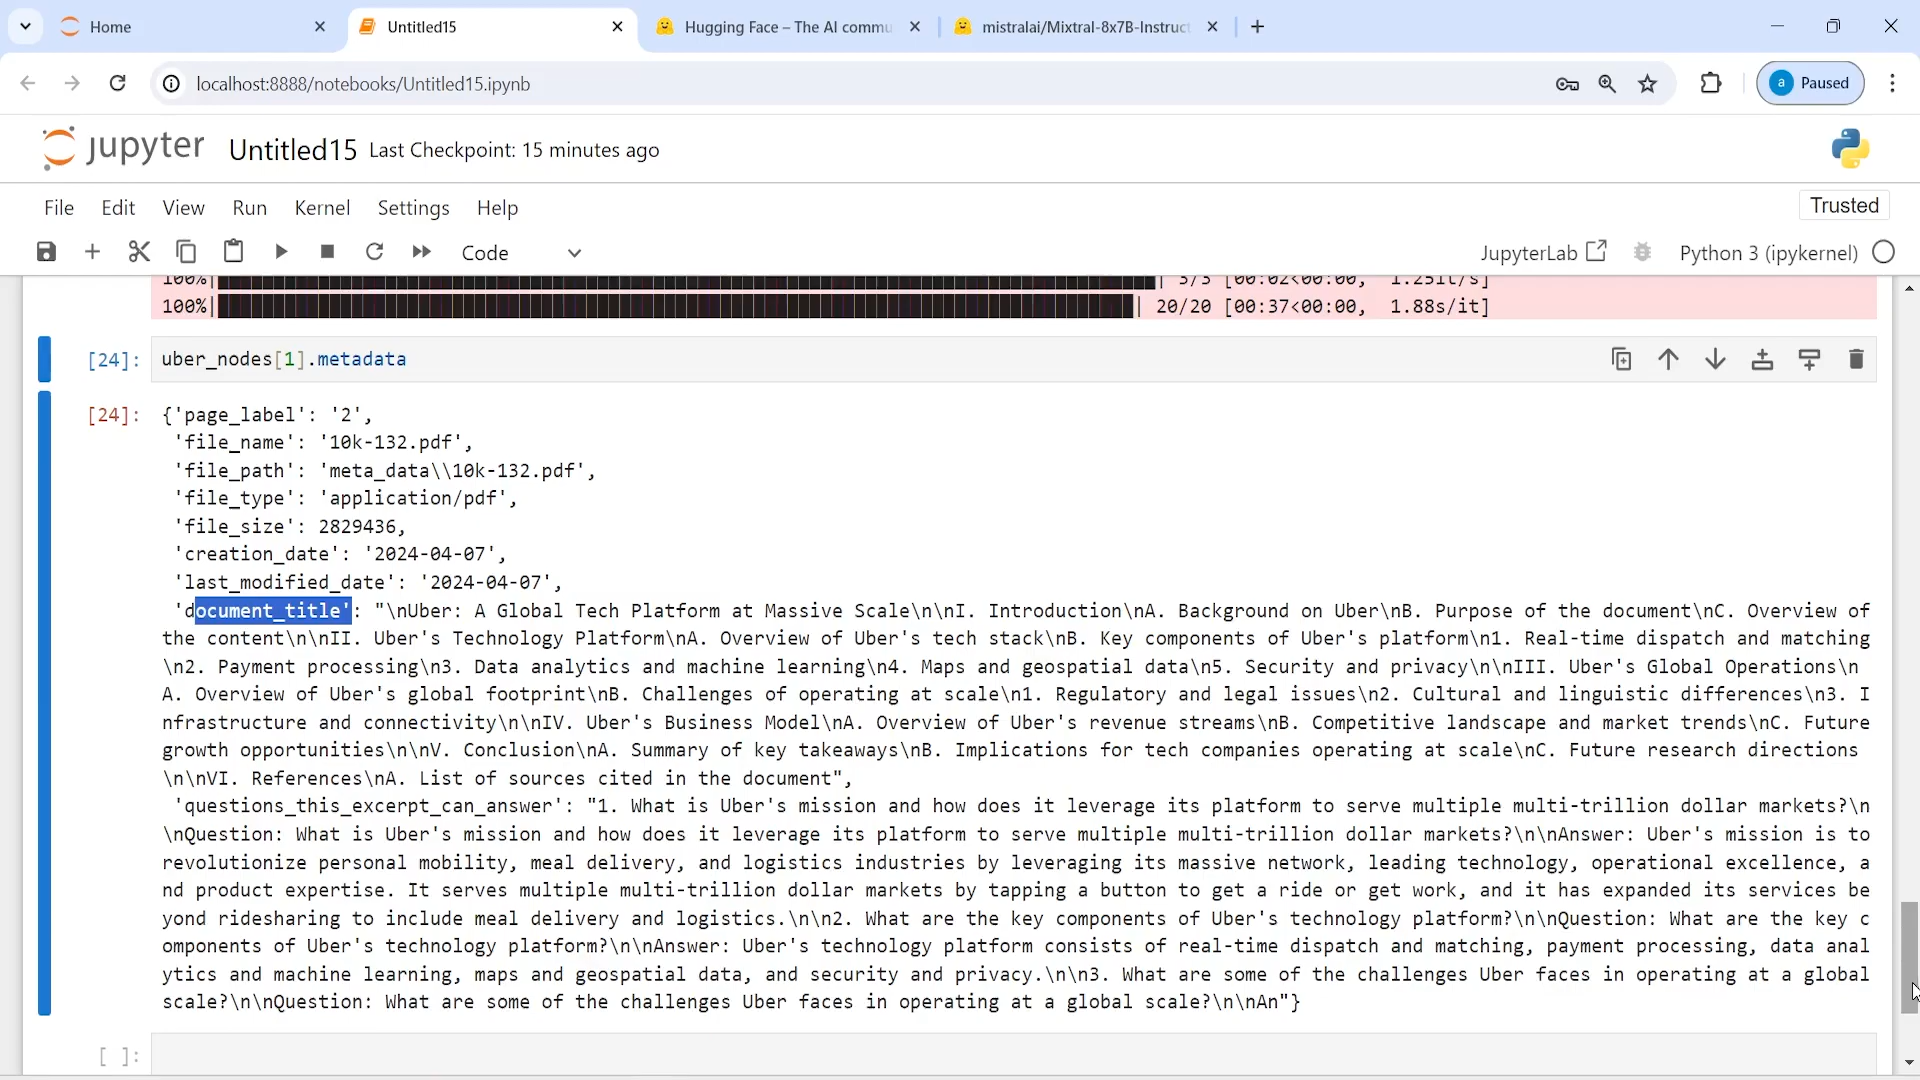 Home
Untitled15
Hugging Face – The AI commu
mistralai/Mixtral-8x7B-Instruct
localhost:8888/notebooks/Untitled15.ipynb
a Paused
jupyter Untitled15 Last Checkpoint: 15 minutes ago
File Edit View Run Kernel Settings Help
Trusted
Code
JupyterLab
Python 3 (ipykernel)
100%| 3/3 [00:02<00:00, 1.25it/s]
100%| | 20/20 [00:37<00:00, 1.88s/it]
[24]: uber_nodes[1].metadata
[24]: {'page_label': '2',
'file_name': '10k-132.pdf',
'file_path': 'meta_data\\10k-132.pdf',
'file_type': 'application/pdf',
'file_size': 2829436,
'creation_date': '2024-04-07',
'last_modified_date': '2024-04-07',
'document_title': "\nUber: A Global Tech Platform at Massive Scale\n\nI. Introduction\nA. Background on Uber\nB. Purpose of the document\nC. Overview of
the content\n\nII. Uber's Technology Platform\nA. Overview of Uber's tech stack\nB. Key components of Uber's platform\n1. Real-time dispatch and matching
\n2. Payment processing\n3. Data analytics and machine learning\n4. Maps and geospatial data\n5. Security and privacy\n\nIII. Uber's Global Operations\n
A. Overview of Uber's global footprint\nB. Challenges of operating at scale\n1. Regulatory and legal issues\n2. Cultural and linguistic differences\n3. I
nfrastructure and connectivity\n\nIV. Uber's Business Model\nA. Overview of Uber's revenue streams\nB. Competitive landscape and market trends\nC. Future
growth opportunities\n\nV. Conclusion\nA. Summary of key takeaways\nB. Implications for tech companies operating at scale\nC. Future research directions
\n\nVI. References\nA. List of sources cited in the document",
'questions_this_excerpt_can_answer': "1. What is Uber's mission and how does it leverage its platform to serve multiple multi-trillion dollar markets?\n
\nQuestion: What is Uber's mission and how does it leverage its platform to serve multiple multi-trillion dollar markets?\n\nAnswer: Uber's mission is to
revolutionize personal mobility, meal delivery, and logistics industries by leveraging its massive network, leading technology, operational excellence, a
nd product expertise. It serves multiple multi-trillion dollar markets by tapping a button to get a ride or get work, and it has expanded its services be
yond ridesharing to include meal delivery and logistics.\n\n2. What are the key components of Uber's technology platform?\n\nQuestion: What are the key c
omponents of Uber's technology platform?\n\nAnswer: Uber's technology platform consists of real-time dispatch and matching, payment processing, data anal
ytics and machine learning, maps and geospatial data, and security and privacy.\n\n3. What are some of the challenges Uber faces in operating at a global
scale?\n\nQuestion: What are some of the challenges Uber faces in operating at a global scale?\n\nAn"}
[ ]: